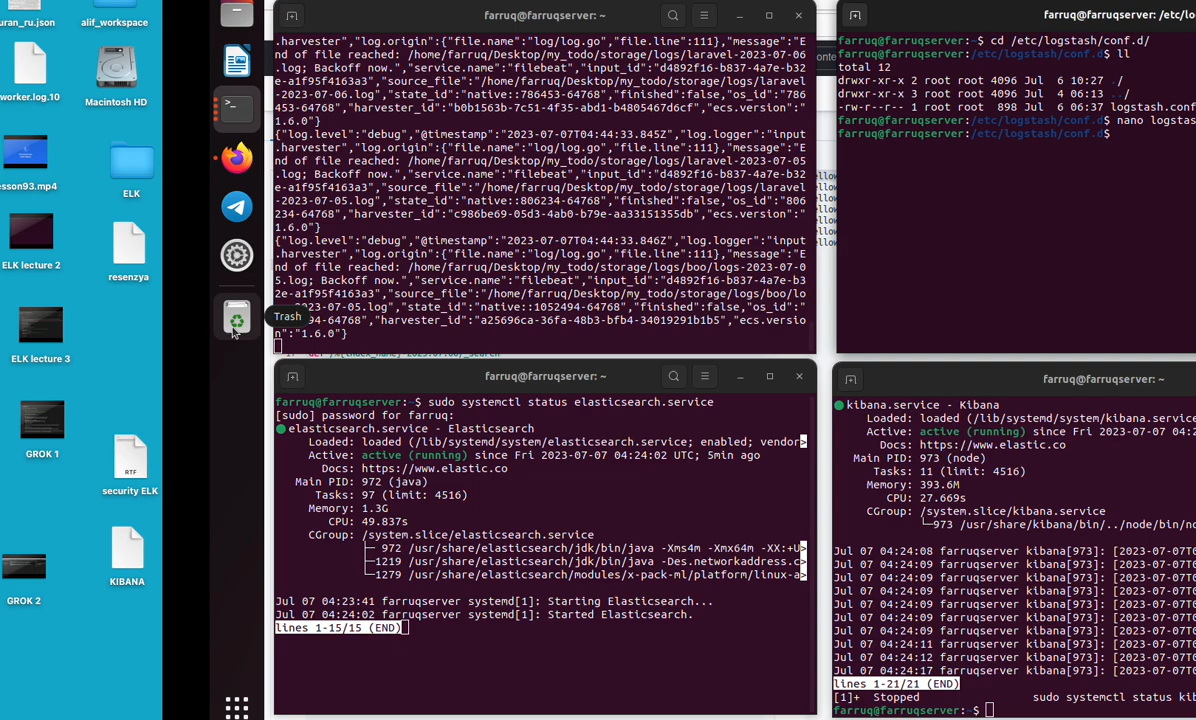 uran_ru.json
alif_workspace
worker.log.10
Macintosh HD
esson93.mp4
ELK
ELK lecture 2
resenzya
ELK lecture 3
GROK 1
RTF
security ELK
KIBANA
GROK 2
Trash
farruq@farruqserver: ~
.harvester","log.origin":{"file.name":"log/log.go","file.line":111},"message":"E
nd of file reached: /home/farruq/Desktop/my_todo/storage/logs/laravel-2023-07-06
.log; Backoff now.","service.name":"filebeat","input_id":"d4892f16-b837-4a7e-b32
e-a1f95f4163a3","source_file":"/home/farruq/Desktop/my_todo/storage/logs/laravel
-2023-07-06.log","state_id":"native::786453-64768","finished":false,"os_id":"786
453-64768","harvester_id":"b0b1563b-7c51-4f35-abd1-b4805467d6cf","ecs.version":"
1.6.0"}
{"log.level":"debug","@timestamp":"2023-07-07T04:44:33.845Z","log.logger":"input
.harvester","log.origin":{"file.name":"log/log.go","file.line":111},"message":"E
nd of file reached: /home/farruq/Desktop/my_todo/storage/logs/laravel-2023-07-05
.log; Backoff now.","service.name":"filebeat","input_id":"d4892f16-b837-4a7e-b32
e-a1f95f4163a3","source_file":"/home/farruq/Desktop/my_todo/storage/logs/laravel
-2023-07-05.log","state_id":"native::806234-64768","finished":false,"os_id":"806
234-64768","harvester_id":"c986be69-05d3-4ab0-b79e-aa33151355db","ecs.version":"
1.6.0"}
{"log.level":"debug","@timestamp":"2023-07-07T04:44:33.846Z","log.logger":"input
.harvester","log.origin":{"file.name":"log/log.go","file.line":111},"message":"E
nd of file reached: /home/farruq/Desktop/my_todo/storage/logs/boo/logs-2023-07-0
5.log; Backoff now.","service.name":"filebeat","input_id":"d4892f16-b837-4a7e-b3
2e-a1f95f4163a3","source_file":"/home/farruq/Desktop/my_todo/storage/logs/boo/lo
-2023-07-05.log","state_id":"native::1052494-64768","finished":false,"os_id":"1
94-64768","harvester_id":"a25696ca-36fa-48b3-bfb4-34019291b1b5","ecs.versio
n":"1.6.0"}
farruq@farruqserver: /etc/lo
farruq@farruqserver:~$ cd /etc/logstash/conf.d/
farruq@farruqserver:/etc/logstash/conf.d$ ll
total 12
drwxr-xr-x 2 root root 4096 Jul  6 10:27 ./
drwxr-xr-x 3 root root 4096 Jul  4 06:13 ../
-rw-r--r-- 1 root root  898 Jul  6 06:37 logstash.conf
farruq@farruqserver:/etc/logstash/conf.d$ nano logstas
farruq@farruqserver:/etc/logstash/conf.d$
farruq@farruqserver: ~
farruq@farruqserver:~$ sudo systemctl status elasticsearch.service
[sudo] password for farruq:
elasticsearch.service - Elasticsearch
Loaded: loaded (/lib/systemd/system/elasticsearch.service; enabled; vendor>
Active: active (running) since Fri 2023-07-07 04:24:02 UTC; 5min ago
Docs: https://www.elastic.co
Main PID: 972 (java)
Tasks: 97 (limit: 4516)
Memory: 1.3G
CPU: 49.837s
CGroup: /system.slice/elasticsearch.service
├─ 972 /usr/share/elasticsearch/jdk/bin/java -Xms4m -Xmx64m -XX:+U>
├─1219 /usr/share/elasticsearch/jdk/bin/java -Des.networkaddress.c>
└─1279 /usr/share/elasticsearch/modules/x-pack-ml/platform/linux-a>
Jul 07 04:23:41 farruqserver systemd[1]: Starting Elasticsearch...
Jul 07 04:24:02 farruqserver systemd[1]: Started Elasticsearch.
lines 1-15/15 (END)
farruq@farruqserver: ~
kibana.service - Kibana
Loaded: loaded (/lib/systemd/system/kibana.service
Active: active (running) since Fri 2023-07-07 04:2
Docs: https://www.elastic.co
Main PID: 973 (node)
Tasks: 11 (limit: 4516)
Memory: 393.6M
CPU: 27.669s
CGroup: /system.slice/kibana.service
└─973 /usr/share/kibana/bin/../node/bin/no
Jul 07 04:24:08 farruqserver kibana[973]: [2023-07-07T0
Jul 07 04:24:09 farruqserver kibana[973]: [2023-07-07T0
Jul 07 04:24:09 farruqserver kibana[973]: [2023-07-07T0
Jul 07 04:24:09 farruqserver kibana[973]: [2023-07-07T0
Jul 07 04:24:09 farruqserver kibana[973]: [2023-07-07T0
Jul 07 04:24:09 farruqserver kibana[973]: [2023-07-07T0
Jul 07 04:24:09 farruqserver kibana[973]: [2023-07-07T0
Jul 07 04:24:11 farruqserver kibana[973]: [2023-07-07T0
Jul 07 04:24:12 farruqserver kibana[973]: [2023-07-07T0
Jul 07 04:24:17 farruqserver kibana[973]: [2023-07-07T0
lines 1-21/21 (END)
[1]+  Stopped                 sudo systemctl status kib
farruq@farruqserver:~$